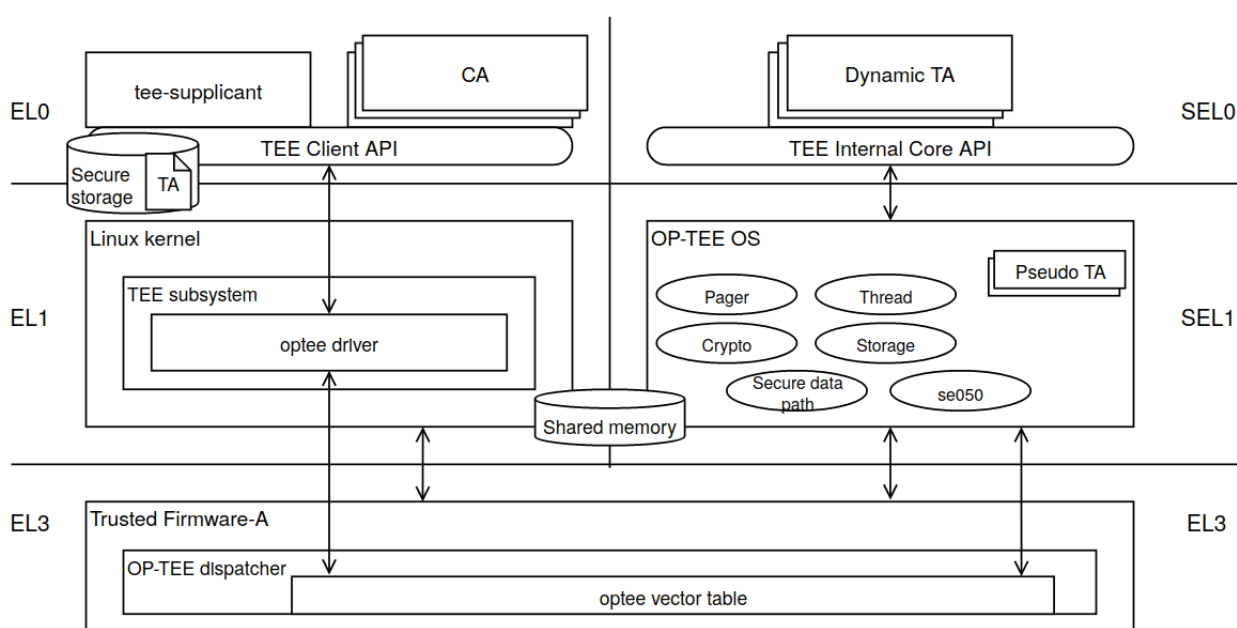 CA
Dynamic TA
tee-supplicant
EL0
SEL0
TEE Client API
TEE Internal Core API
Secure
storage
TA
Linux kernel
OP-TEE OS
Pseudo TA
TEE subsystem
Pager
Thread
EL1
SEL1
optee driver
Crypto
Storage
Secure data
path
se050
Shared memory
EL3
Trusted Firmware-A
EL3
OP-TEE dispatcher
optee vector table